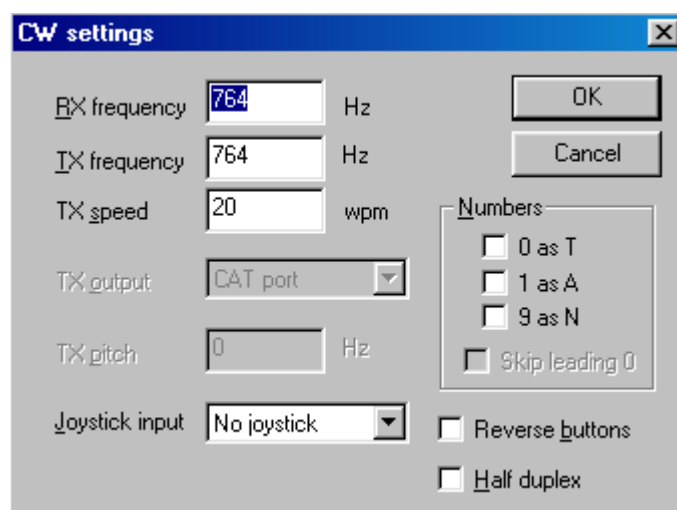 CW settings
RX frequency 764 Hz
TX frequency 764 Hz
TX speed 20 wpm
TX output CAT port
TX pitch 0 Hz
Joystick input No joystick
OK
Cancel
Numbers
0 as T
1 as A
9 as N
Skip leading 0
Reverse buttons
Half duplex